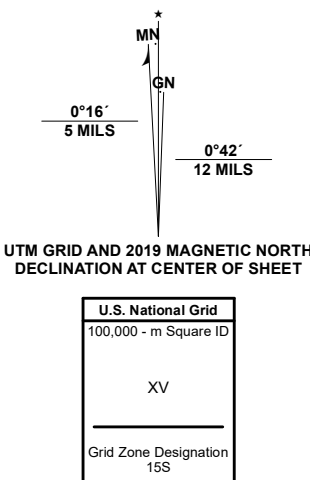 ★
MN
GN
0°16´
5 MILS
0°42´
12 MILS
UTM GRID AND 2019 MAGNETIC NORTH
DECLINATION AT CENTER OF SHEET
U.S. National Grid
100,000 - m Square ID
XV
Grid Zone Designation
15S